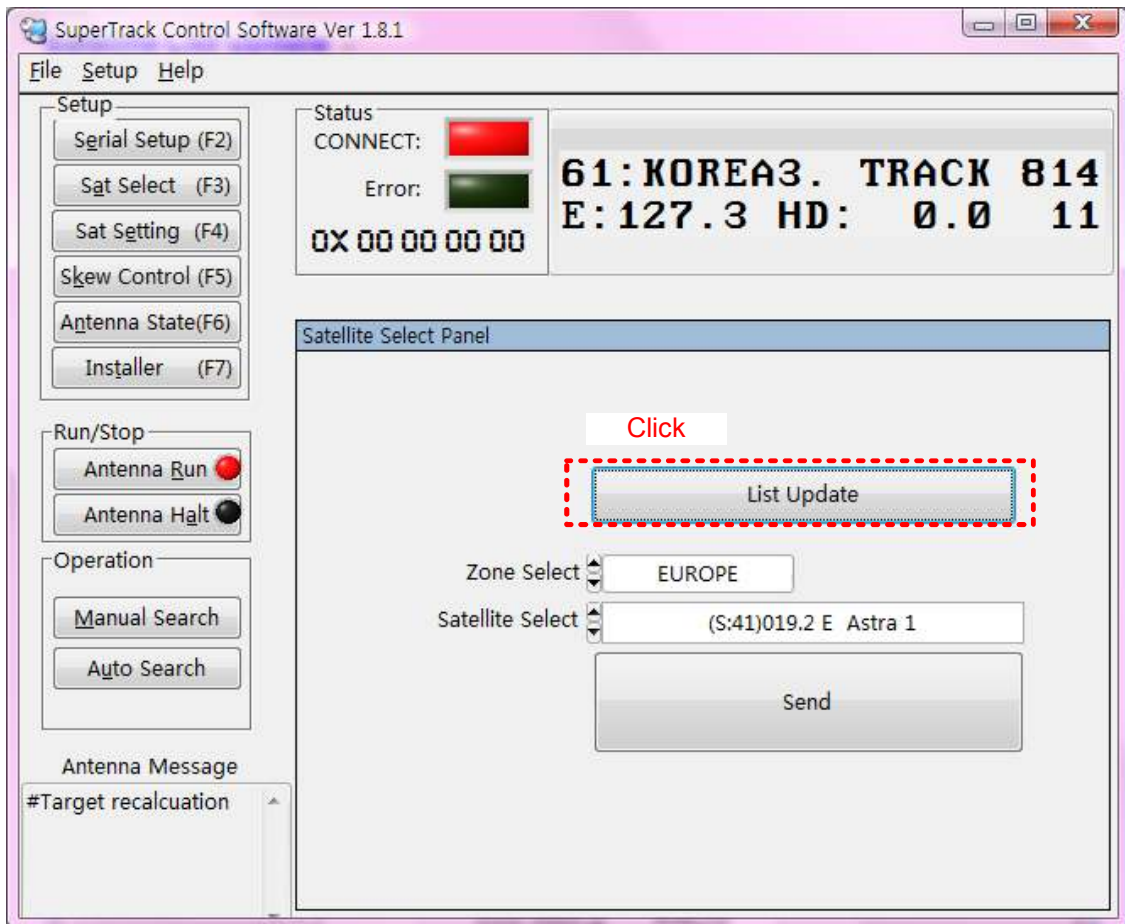 SuperTrack Control Software Ver 1.8.1
File Setup Help
Setup
Serial Setup (F2)
Sat Select (F3)
Sat Setting (F4)
Skew Control (F5)
Antenna State(F6)
Installer (F7)
Run/Stop
Antenna Run
Antenna Halt
Operation
Manual Search
Auto Search
Antenna Message
#Target recalcuation
Status
CONNECT:
Error:
0X 00 00 00 00
61:KOREA3. TRACK 814
E:127.3 HD: 0.0 11
Satellite Select Panel
Click
List Update
Zone Select EUROPE
Satellite Select (S:41)019.2 E Astra 1
Send